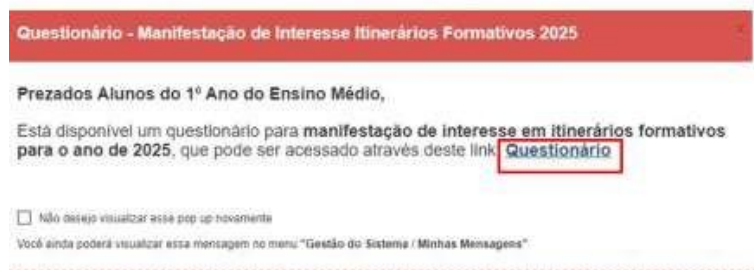 Questionário - Manifestação de Interesse Itinerários Formativos 2025
Prezados Alunos do 1º Ano do Ensino Médio,
Está disponível um questionário para manifestação de interesse em itinerários formativos
para o ano de 2025, que pode ser acessado através deste link Questionário
Não desejo visualizar esse pop up novamente
Você ainda poderá visualizar essa mensagem no menu "Gestão do Sistema / Minhas Mensagens"